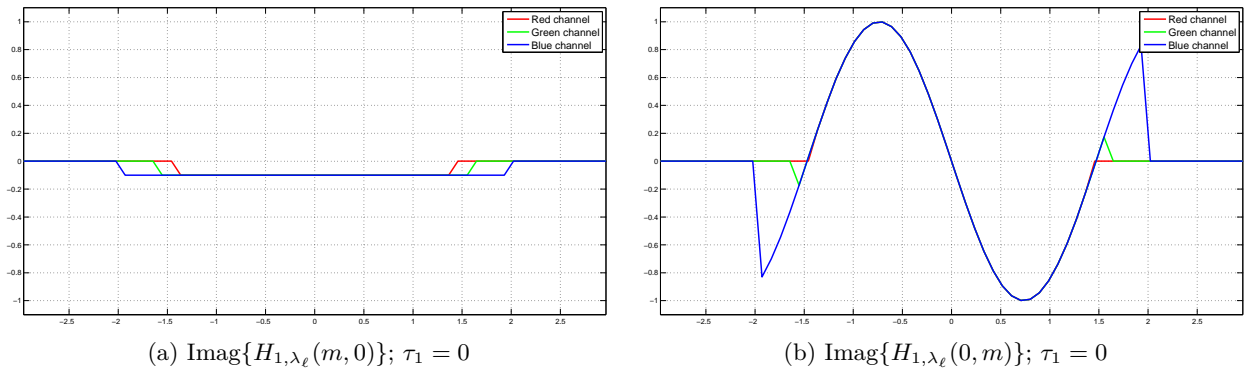 1
0.8
0.6
0.4
0.2
0
−0.2
−0.4
−0.6
−0.8
−1
−2.5 −2 −1.5 −1 −0.5 0 0.5 1 1.5 2 2.5
Red channel
Green channel
Blue channel
(a) Imag{H₁,λ_ℓ(m, 0)}; τ₁ = 0
1
0.8
0.6
0.4
0.2
0
−0.2
−0.4
−0.6
−0.8
−1
−2.5 −2 −1.5 −1 −0.5 0 0.5 1 1.5 2 2.5
Red channel
Green channel
Blue channel
(b) Imag{H₁,λ_ℓ(0, m)}; τ₁ = 0